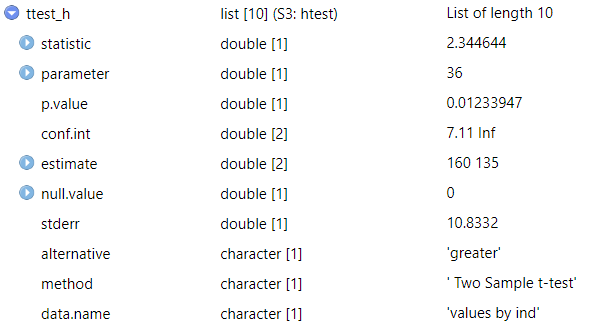 ttest_h list [10] (S3: htest) List of length 10
statistic double [1] 2.344644
parameter double [1] 36
p.value double [1] 0.01233947
conf.int double [2] 7.11 Inf
estimate double [2] 160 135
null.value double [1] 0
stderr double [1] 10.8332
alternative character [1] 'greater'
method character [1] ' Two Sample t-test'
data.name character [1] 'values by ind'